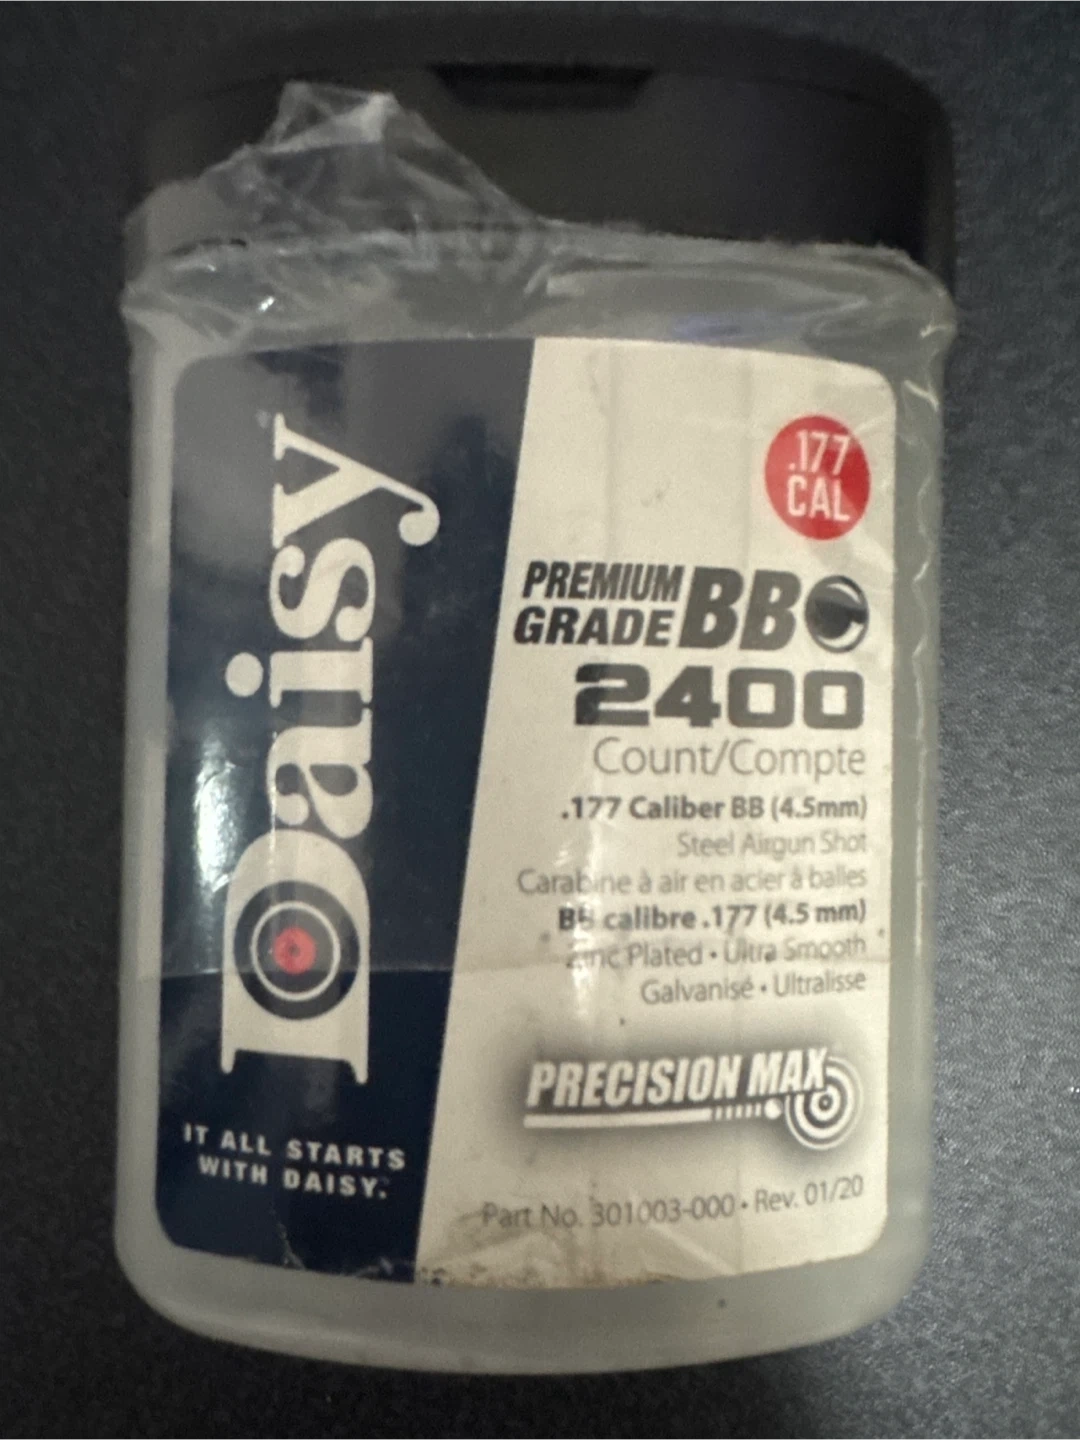 Daisy
IT ALL STARTS
WITH DAISY.
.177
CAL
PREMIUM
GRADE BB
2400
Count/Compte
.177 Caliber BB (4.5mm)
Steel Airgun Shot
Carabine à air en acier à balles
BB calibre .177 (4.5 mm)
Zinc Plated • Ultra Smooth
Galvanisé • Ultralisse
PRECISION MAX
Part No. 301003-000 • Rev. 01/20